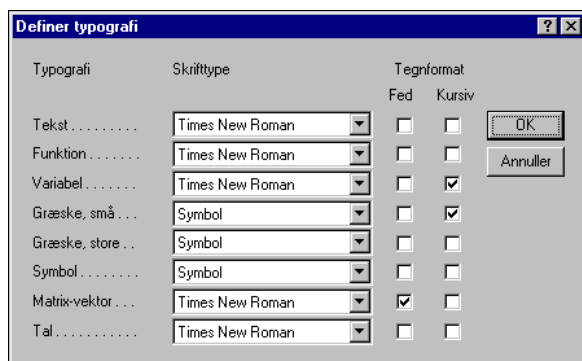 Definer typografi
Typografi Skrifttype Tegnformat
Fed Kursiv
Tekst . . . . . . . . . Times New Roman OK
Funktion . . . . . . . Times New Roman
Annuller
Variabel . . . . . . . Times New Roman
Græske, små . . . Symbol
Græske, store . . Symbol
Symbol . . . . . . . . Symbol
Matrix-vektor . . . Times New Roman
Tal . . . . . . . . . . . Times New Roman